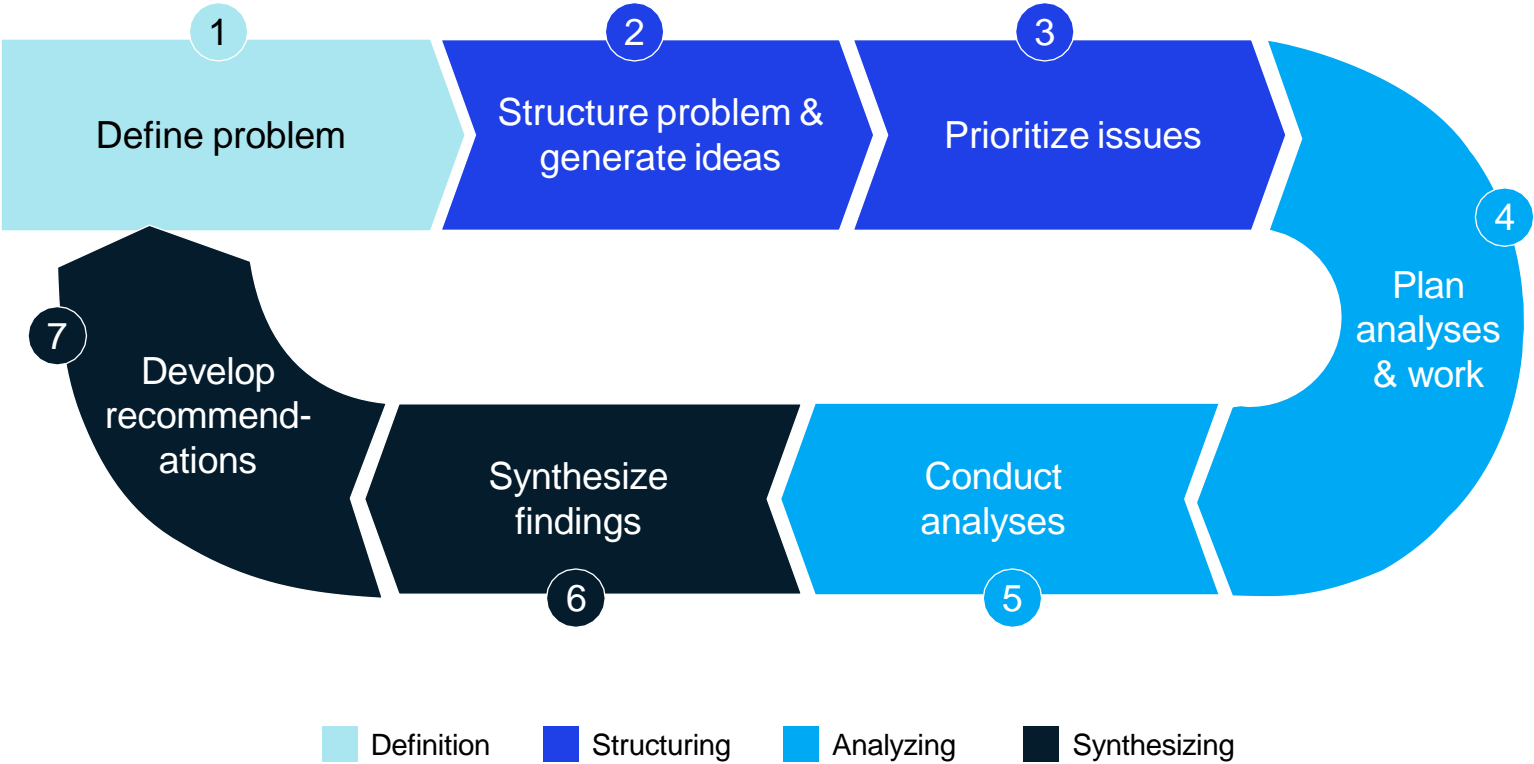 1
Define problem
2
Structure problem &
generate ideas
3
Prioritize issues
4
Plan
analyses
& work
5
Conduct
analyses
6
Synthesize
findings
7
Develop
recommend-
ations
Definition
Structuring
Analyzing
Synthesizing